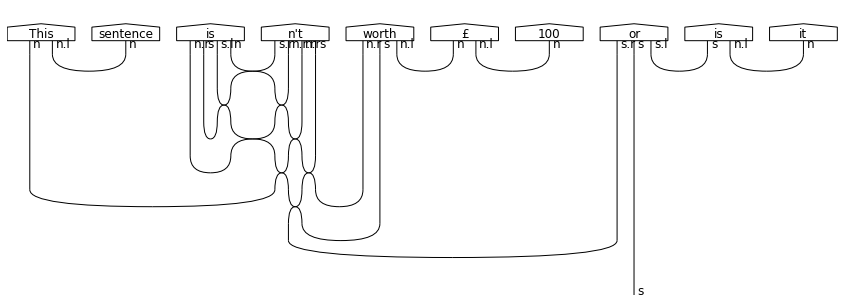 This sentence is n't worth £ 100 or is it
n n.l n n.r s s.l n n.r s n.l n n.l n s.r s s.l s n.l n
s